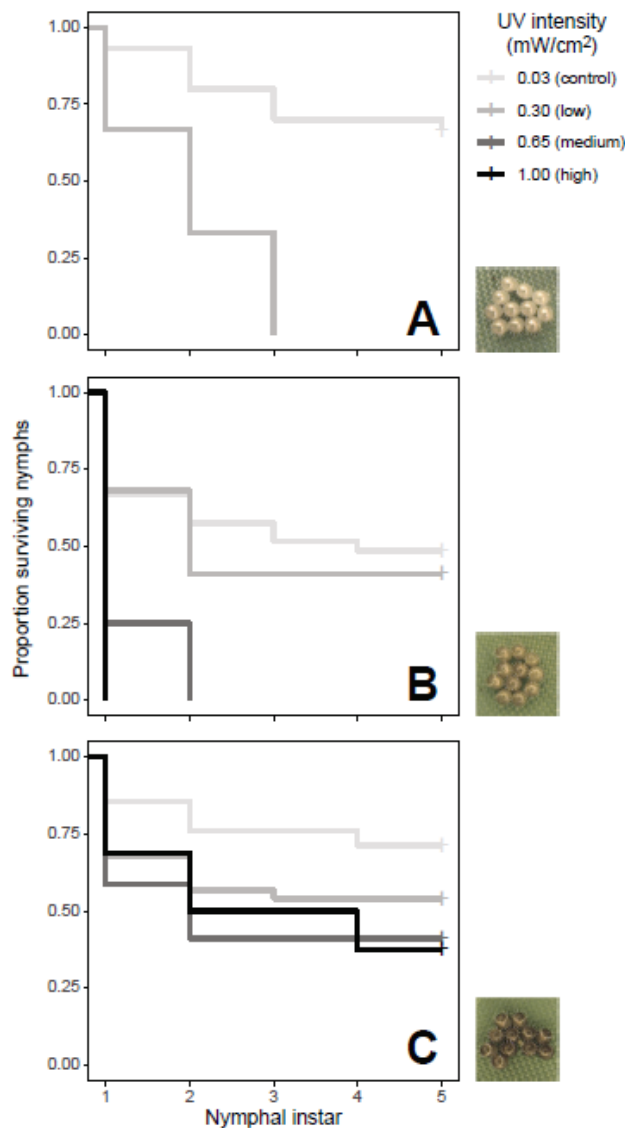 UV intensity
(mW/cm²)
0.03 (control)
0.30 (low)
0.65 (medium)
1.00 (high)
1.00
0.75
0.50
0.25
0.00
A
1.00
0.75
0.50
0.25
0.00
B
1.00
0.75
0.50
0.25
0.00
C
Proportion surviving nymphs
1 2 3 4 5
Nymphal instar